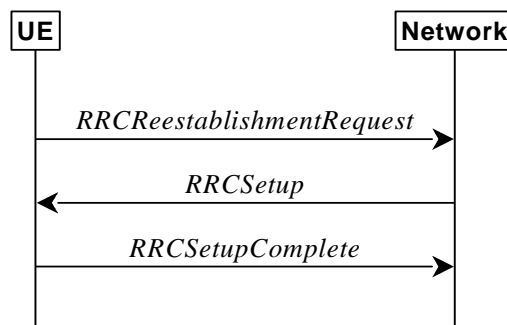 UE
Network
RRCReestablishmentRequest
RRCSetup
RRCSetupComplete